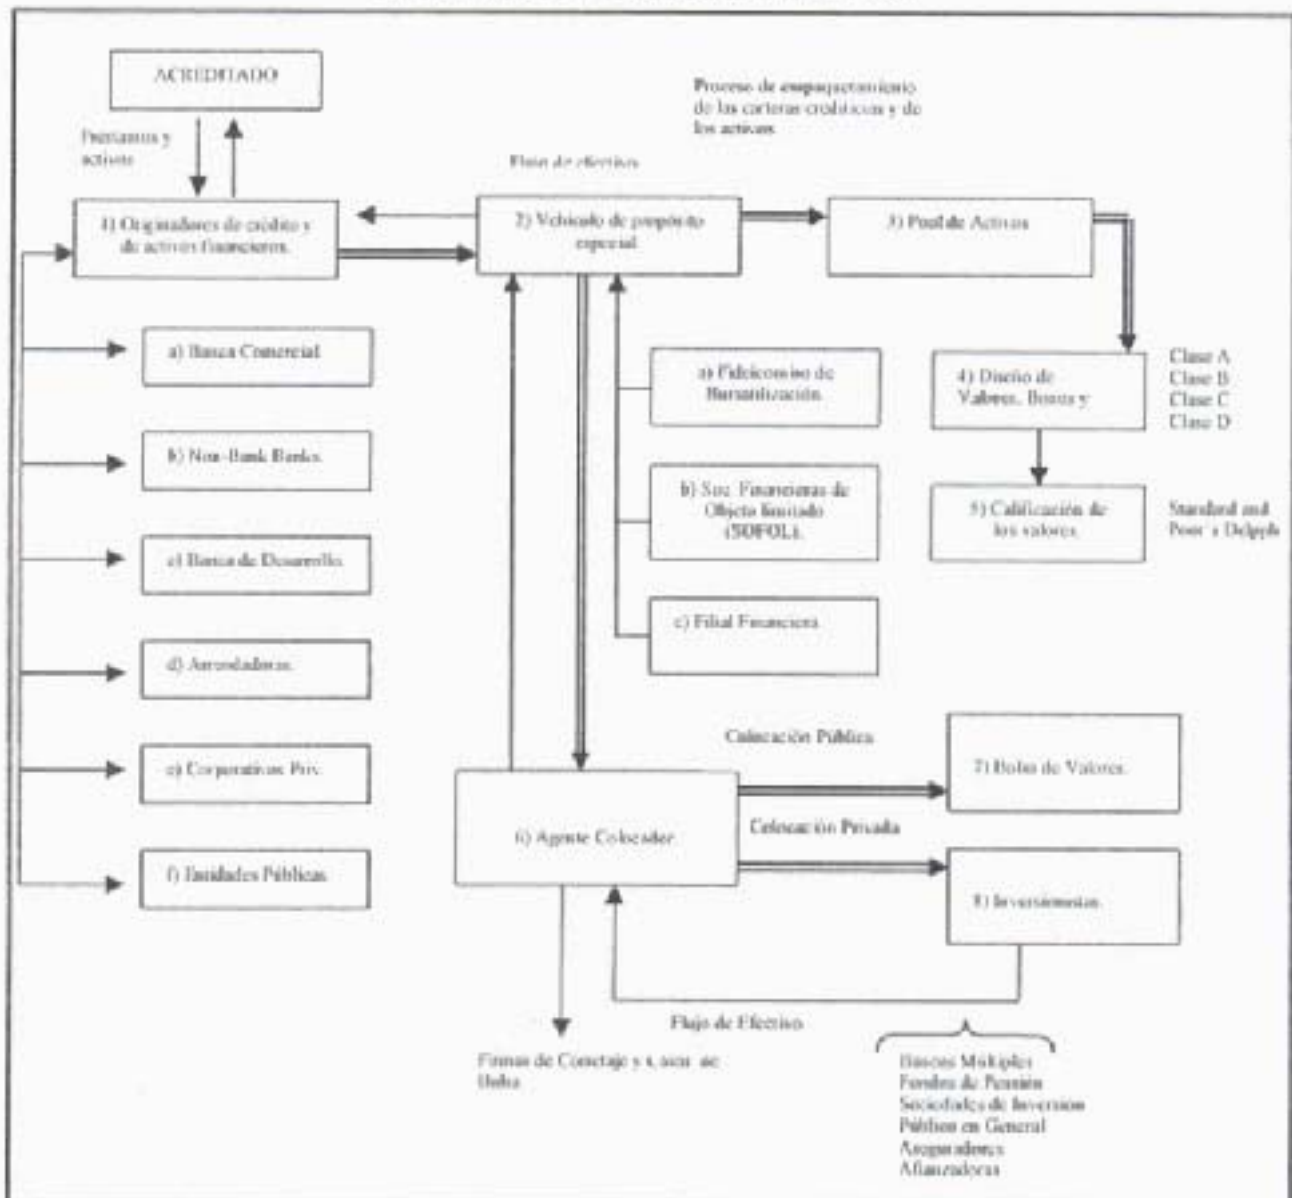 ACREDITADO
Préstamos y
activos
Proceso de empaquetamiento
de las carteras crediticias y de
los activos
Flujo de efectivo
1) Originadores de crédito y
de activos financieros.
2) Vehículo de propósito
especial.
3) Pool de Activos
a) Banca Comercial.
b) Non-Bank Banks.
c) Banca de Desarrollo.
d) Arrendadoras.
e) Corporativos Priv.
f) Entidades Públicas
a) Fideicomiso de
Bursatilización.
b) Soc. Financieras de
Objeto limitado
(SOFOL).
c) Filial Financiera
4) Diseño de
Valores, Bonos y
Clase A
Clase B
Clase C
Clase D
5) Calificación de
los valores.
Standard and
Poor's
Colocación Pública
7) Bolsa de Valores.
6) Agente Colocador.
Colocación Privada
8) Inversionistas.
Flujo de Efectivo
Firmas de Corretaje y
Bolsa
Bancos Múltiples
Fondos de Pensión
Sociedades de Inversión
Público en General
Aseguradores
Afianzadoras